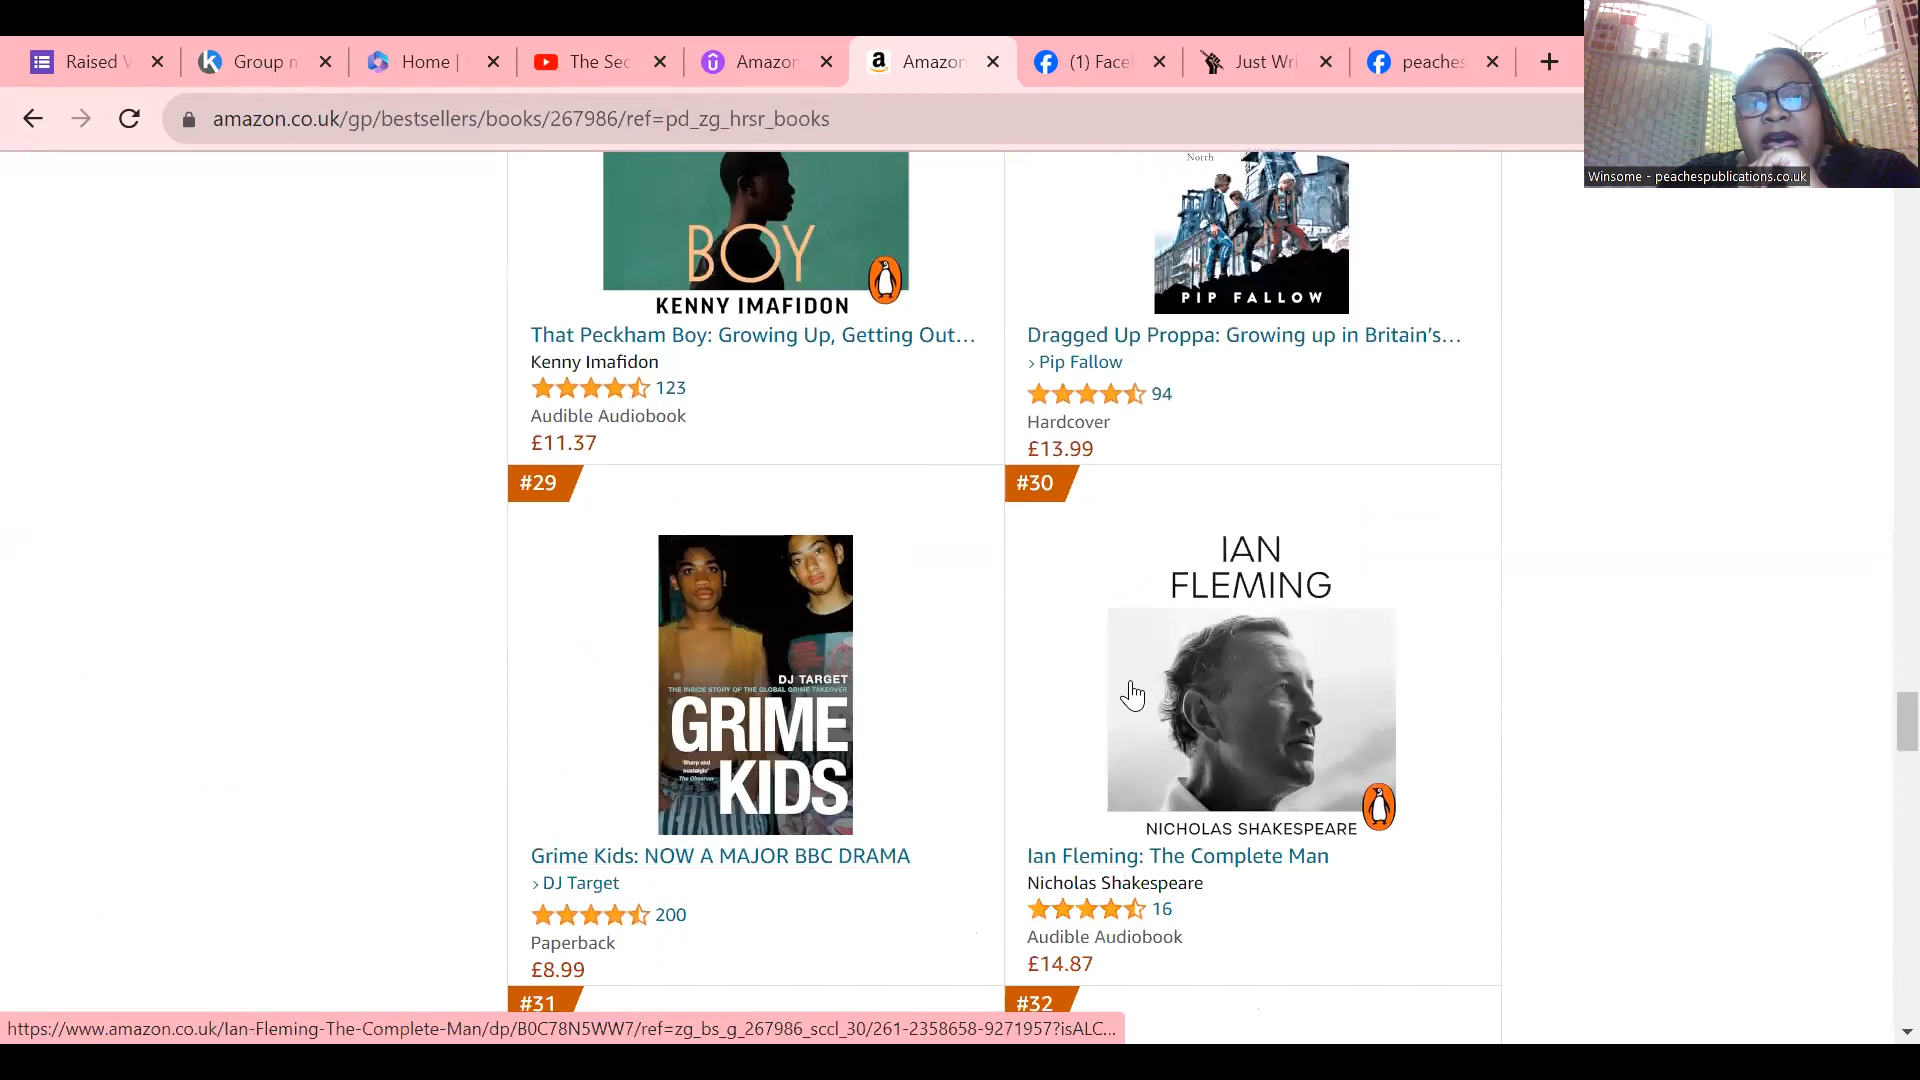 Raised V
Group m
Home |
The Sec
Amazon
Amazon
(1) Face
Just Wri
peaches
amazon.co.uk/gp/bestsellers/books/267986/ref=pd_zg_hrsr_books
Winsome - peachespublications.co.uk
North
BOY
KENNY IMAFIDON
PIP FALLOW
That Peckham Boy: Growing Up, Getting Out…
Kenny Imafidon
123
Audible Audiobook
£11.37
Dragged Up Proppa: Growing up in Britain's…
› Pip Fallow
94
Hardcover
£13.99
#29
#30
DJ TARGET
THE INSIDE STORY OF THE GLOBAL GRIME TAKEOVER
GRIME
KIDS
'Sharp and
nostalgic'
The Observer
IAN
FLEMING
NICHOLAS SHAKESPEARE
Grime Kids: NOW A MAJOR BBC DRAMA
› DJ Target
200
Paperback
£8.99
Ian Fleming: The Complete Man
Nicholas Shakespeare
16
Audible Audiobook
£14.87
#31
#32
https://www.amazon.co.uk/Ian-Fleming-The-Complete-Man/dp/B0C78N5WW7/ref=zg_bs_g_267986_sccl_30/261-2358658-9271957?isALC...